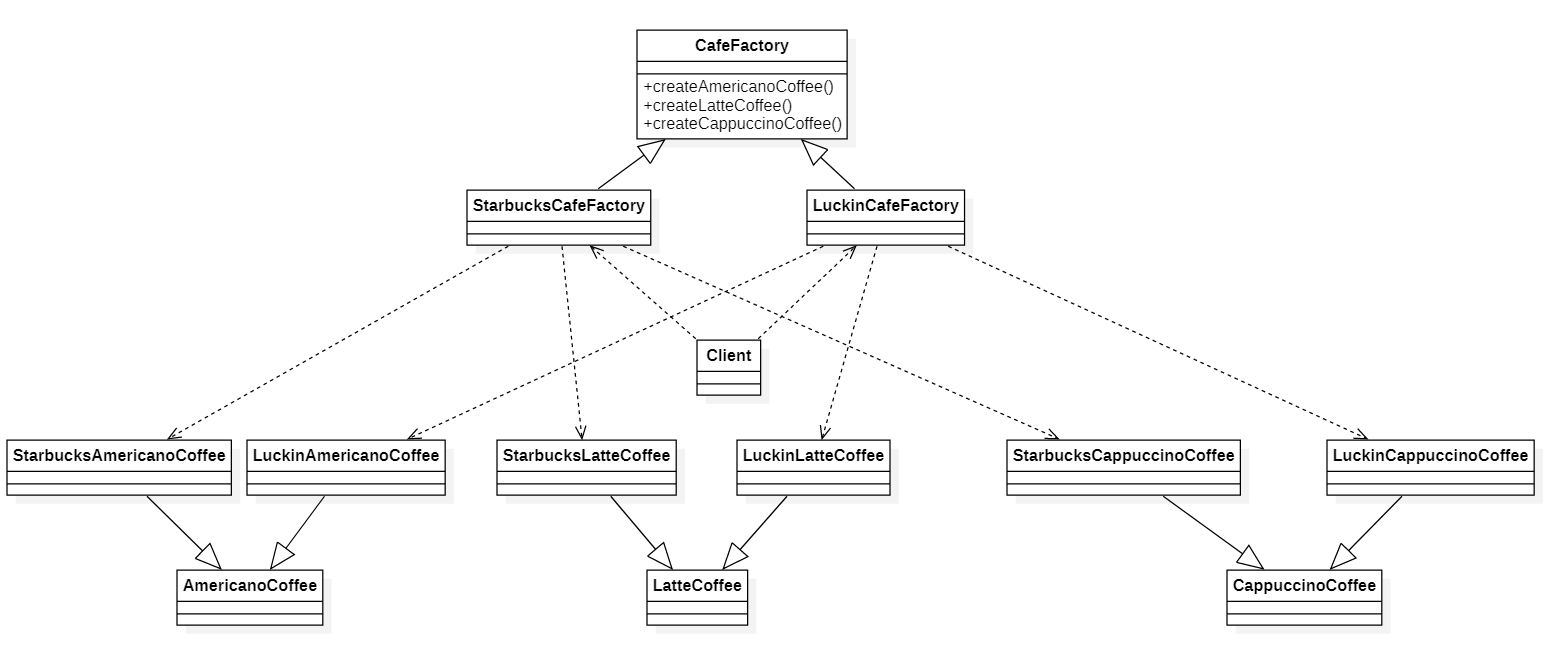 CafeFactory
+createAmericanoCoffee()
+createLatteCoffee()
+createCappuccinoCoffee()
StarbucksCafeFactory
LuckinCafeFactory
Client
StarbucksAmericanoCoffee
LuckinAmericanoCoffee
StarbucksLatteCoffee
LuckinLatteCoffee
StarbucksCappuccinoCoffee
LuckinCappuccinoCoffee
AmericanoCoffee
LatteCoffee
CappuccinoCoffee